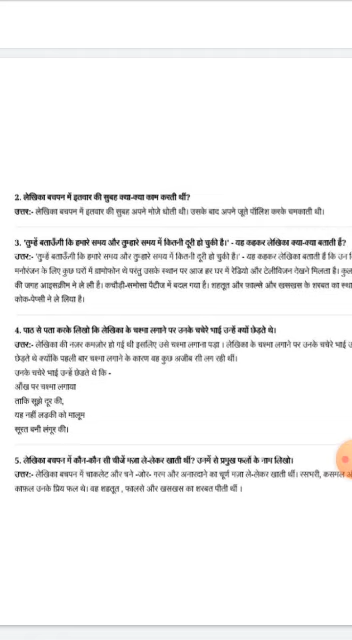 2. लेखिका बचपन में इतवार की सुबह क्या-क्या काम करती थीं?
उत्तर:- लेखिका बचपन में इतवार की सुबह अपने मोजे धोती थी। उसके बाद अपने जूते पॉलिश करके चमकाती थी।
3. 'तुम्हें बताऊँगी कि हमारे समय और तुम्हारे समय में कितनी दूरी हो चुकी है।' - यह कहकर लेखिका क्या-क्या बताती हैं?
उत्तर:- 'तुम्हें बताऊँगी कि हमारे समय और तुम्हारे समय में कितनी दूरी हो चुकी है।' - यह कहकर लेखिका बताती हैं कि उन
मनोरंजन के लिए कुछ घरों में ग्रामोफ़ोन थे परंतु उसके स्थान पर आज हर घर में रेडियो और टेलीविज़न देखने मिलता है।
की जगह आइसक्रीम ने ले ली है। कचौड़ी-समोसा पैटीज में बदल गया है। शहतूत और फाल्से और खसखस के शरबत का
कोक-पेप्सी ने ले लिया है।
4. पाठ से पता करके लिखो कि लेखिका के चश्मा लगाने पर उनके चचेरे भाई उन्हें क्यों छेड़ते थे।
उत्तर:- लेखिका की नज़र कमज़ोर हो गई थी इसलिए उसे चश्मा लगाना पड़ा। लेखिका के चश्मा लगाने पर उनके चचेरे भाई
छेड़ते थे क्योंकि पहली बार चश्मा लगाने के कारण वह कुछ अजीब सी लग रही थीं।
उनके चचेरे भाई उन्हें छेड़ते थे कि -
आँख पर चश्मा लगाया
ताकि सूझे दूर की,
यह नहीं लड़की को मालूम
सूरत बनी लंगूर की।
5. लेखिका बचपन में कौन-कौन सी चीजें मज़ा ले-लेकर खाती थीं? उनमें से प्रमुख फलों के नाम लिखो।
उत्तर:- लेखिका बचपन में चाकलेट और चने -जोर- गरम और अनारदाने का चूर्ण मज़ा ले-लेकर खाती थीं। रसभरी, कसमल
काफ़ल उनके प्रिय फल थे। वह शहतूत , फाल्से और खसखस का शरबत पीती थीं ।